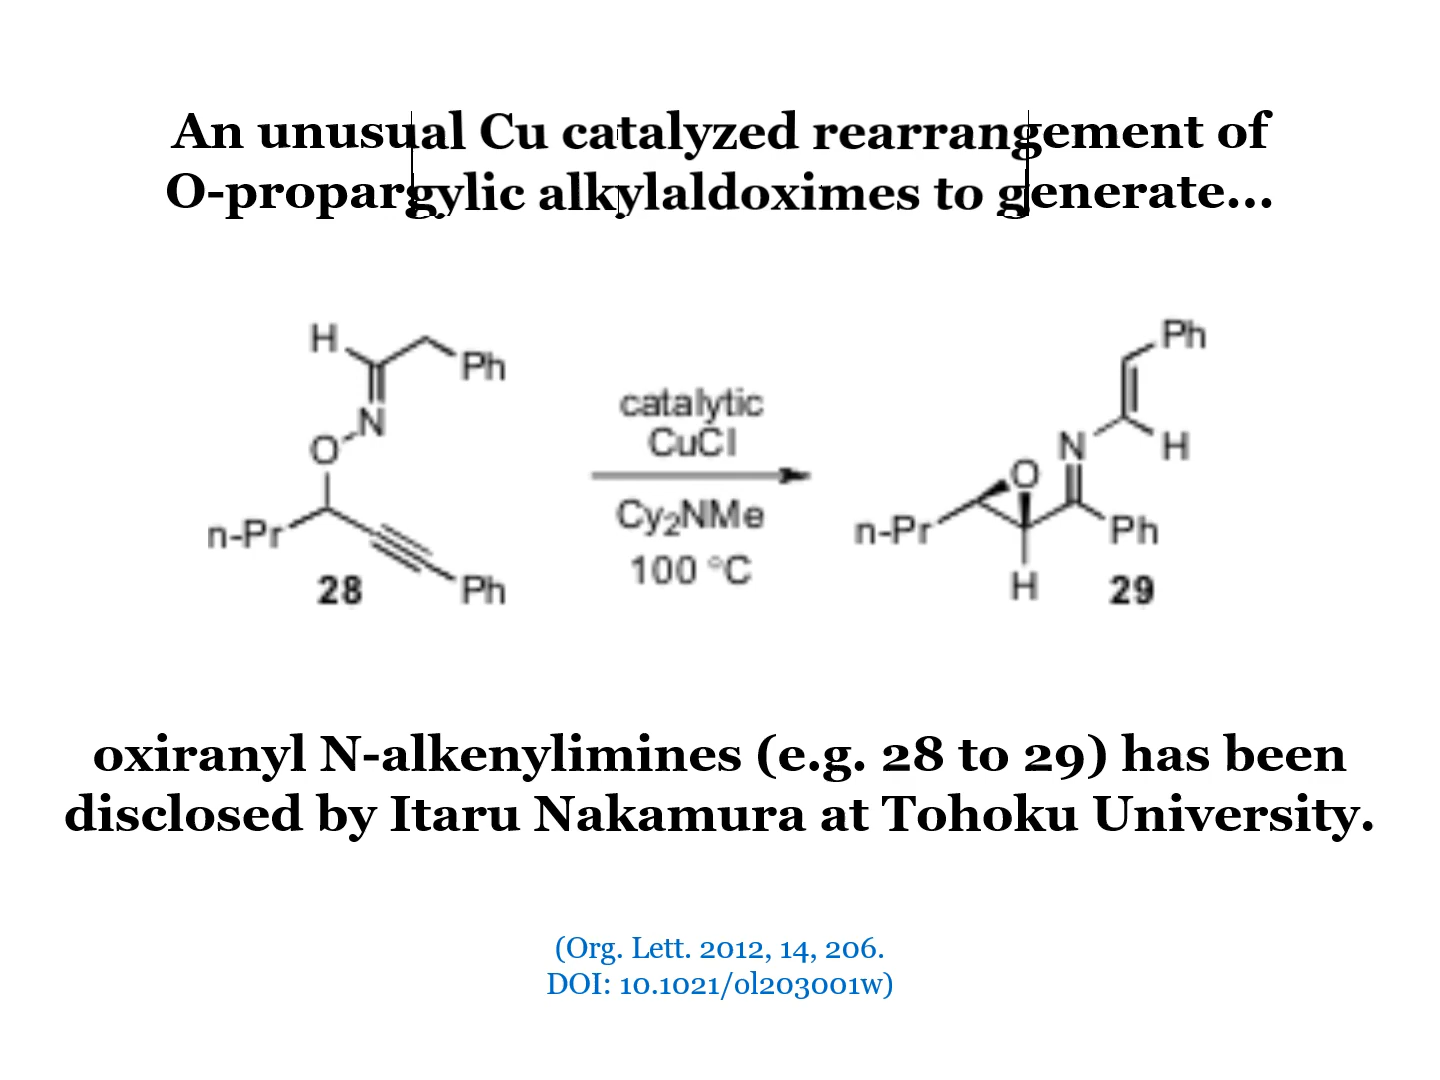 An unusual Cu catalyzed rearrangement of
O-propargylic alkylaldoximes to generate...
H
Ph
N
O
n-Pr
28
Ph
catalytic
CuCl
Cy₂NMe
100 °C
Ph
N
H
O
n-Pr
Ph
H
29
oxiranyl N-alkenylimines (e.g. 28 to 29) has been
disclosed by Itaru Nakamura at Tohoku University.
(Org. Lett. 2012, 14, 206.
DOI: 10.1021/ol203001w)